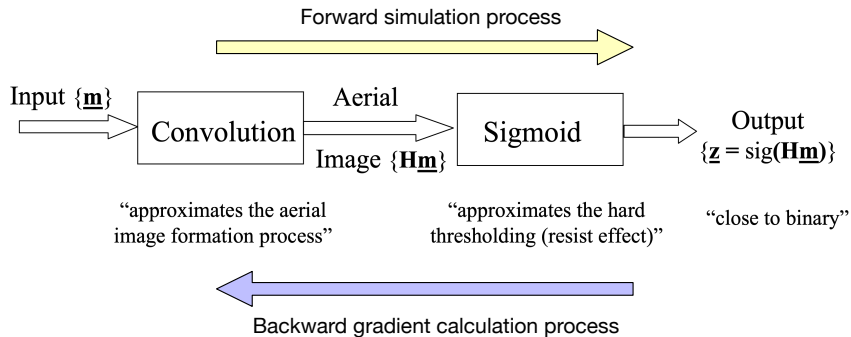 Forward simulation process
Input {m}
Convolution
Aerial
Image {Hm}
Sigmoid
Output
{z = sig(Hm)}
“approximates the aerial
image formation process”
“approximates the hard
thresholding (resist effect)”
“close to binary”
Backward gradient calculation process